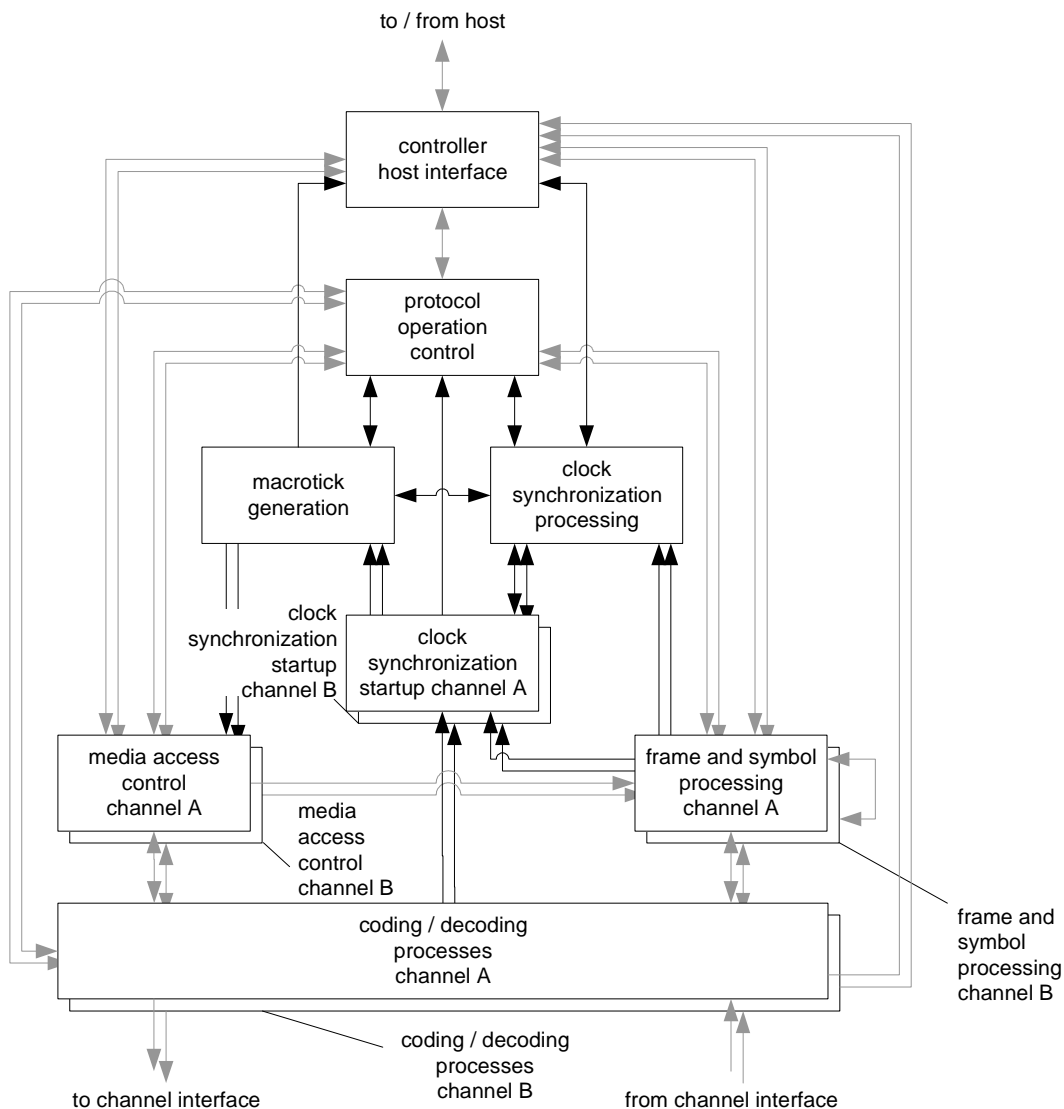 to / from host
controller
host interface
protocol
operation
control
macrotick
generation
clock
synchronization
processing
clock
synchronization
startup
channel B
clock
synchronization
startup channel A
media access
control
channel A
frame and symbol
processing
channel A
media
access
control
channel B
coding / decoding
processes
channel A
frame and
symbol
processing
channel B
coding / decoding
processes
channel B
to channel interface
from channel interface